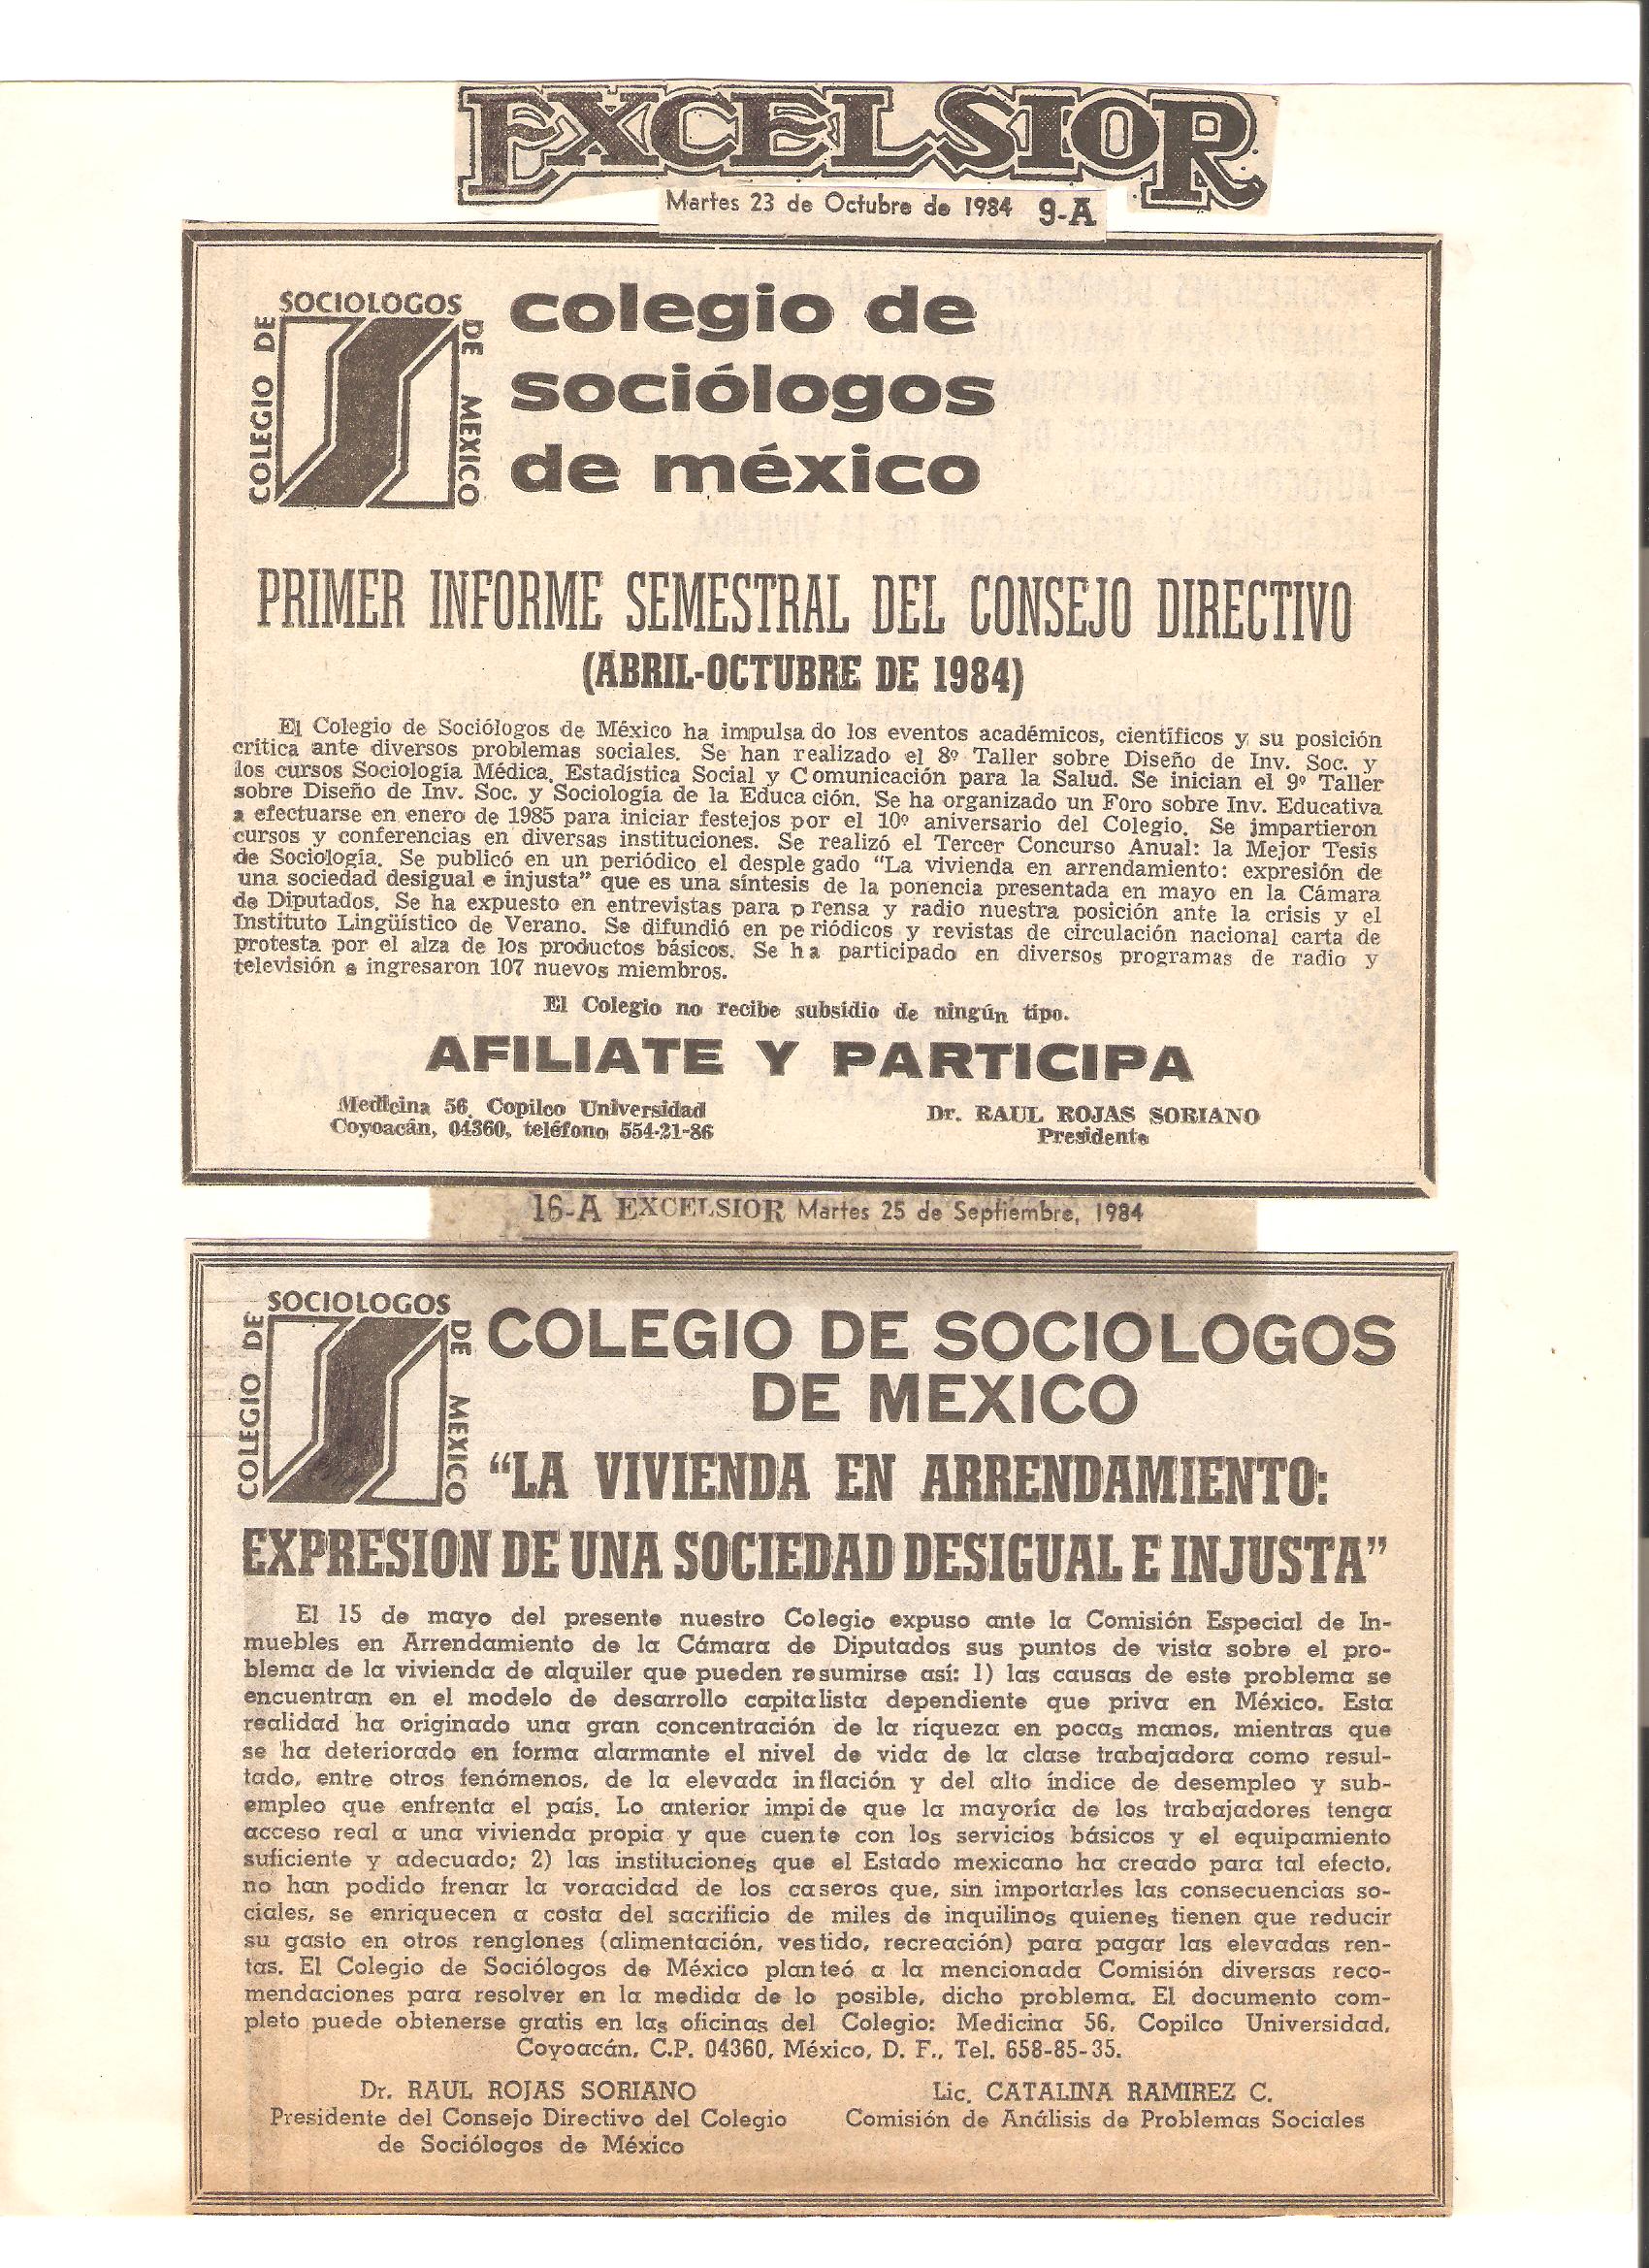 EXCELSIOR
Martes 23 de Octubre de 1984 9-A
COLEGIO DE SOCIOLOGOS DE MEXICO
colegio de
sociólogos
de méxico
PRIMER INFORME SEMESTRAL DEL CONSEJO DIRECTIVO
(ABRIL-OCTUBRE DE 1984)
El Colegio de Sociólogos de México ha impulsa do los eventos académicos, científicos y su posición
crítica ante diversos problemas sociales. Se han realizado el 8º Taller sobre Diseño de Inv. Soc. y
los cursos Sociología Médica, Estadística Social y Comunicación para la Salud. Se inician el 9º Taller
sobre Diseño de Inv. Soc. y Sociología de la Educa ción. Se ha organizado un Foro sobre Inv. Educativa
a efectuarse en enero de 1985 para iniciar festejos por el 10º aniversario del Colegio. Se impartieron
cursos y conferencias en diversas instituciones. Se realizó el Tercer Concurso Anual: la Mejor Tesis
de Sociología. Se publicó en un periódico el desple gado “La vivienda en arrendamiento: expresión de
una sociedad desigual e injusta” que es una síntesis de la ponencia presentada en mayo en la Cámara
de Diputados. Se ha expuesto en entrevistas para p rensa y radio nuestra posición ante la crisis y el
Instituto Lingüístico de Verano. Se difundió en pe riódicos y revistas de circulación nacional carta de
protesta por el alza de los productos básicos. Se ha participado en diversos programas de radio y
televisión e ingresaron 107 nuevos miembros.
El Colegio no recibe subsidio de ningún tipo.
AFILIATE Y PARTICIPA
Medicina 56, Copilco Universidad
Coyoacán, 04360, teléfono 554-21-86
Dr. RAUL ROJAS SORIANO
Presidente
16-A EXCELSIOR Martes 25 de Septiembre, 1984
COLEGIO DE SOCIOLOGOS DE MEXICO
COLEGIO DE SOCIOLOGOS
DE MEXICO
“LA VIVIENDA EN ARRENDAMIENTO:
EXPRESION DE UNA SOCIEDAD DESIGUAL E INJUSTA”
El 15 de mayo del presente nuestro Colegio expuso ante la Comisión Especial de In-
muebles en Arrendamiento de la Cámara de Diputados sus puntos de vista sobre el pro-
blema de la vivienda de alquiler que pueden resumirse así: 1) las causas de este problema se
encuentran en el modelo de desarrollo capitalista dependiente que priva en México. Esta
realidad ha originado una gran concentración de la riqueza en pocas manos, mientras que
se ha deteriorado en forma alarmante el nivel de vida de la clase trabajadora como resul-
tado, entre otros fenómenos, de la elevada inflación y del alto índice de desempleo y sub-
empleo que enfrenta el país. Lo anterior impide que la mayoría de los trabajadores tenga
acceso real a una vivienda propia y que cuente con los servicios básicos y el equipamiento
suficiente y adecuado; 2) las instituciones que el Estado mexicano ha creado para tal efecto,
no han podido frenar la voracidad de los caseros que, sin importarles las consecuencias so-
ciales, se enriquecen a costa del sacrificio de miles de inquilinos quienes tienen que reducir
su gasto en otros renglones (alimentación, vestido, recreación) para pagar las elevadas ren-
tas. El Colegio de Sociólogos de México planteó a la mencionada Comisión diversas reco-
mendaciones para resolver en la medida de lo posible, dicho problema. El documento com-
pleto puede obtenerse gratis en las oficinas del Colegio: Medicina 56, Copilco Universidad,
Coyoacán, C.P. 04360, México, D. F., Tel. 658-85-35.
Dr. RAUL ROJAS SORIANO
Presidente del Consejo Directivo del Colegio
de Sociólogos de México
Lic. CATALINA RAMIREZ C.
Comisión de Análisis de Problemas Sociales